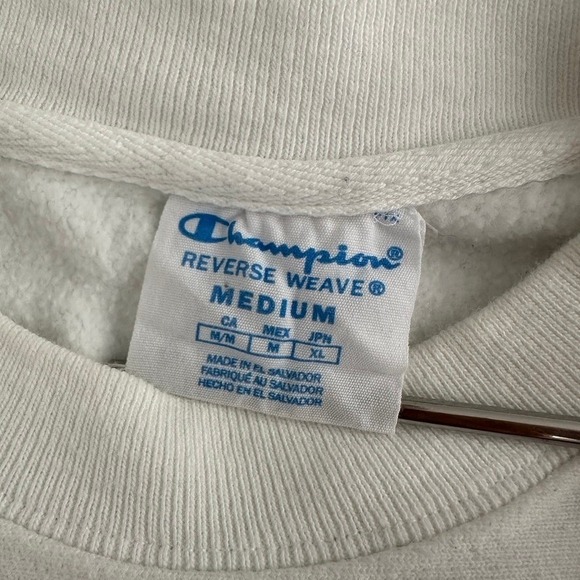 Champion®
REVERSE WEAVE®
MEDIUM
CA MEX JPN
M/M M XL
MADE IN EL SALVADOR
FABRIQUÉ AU SALVADOR
HECHO EN EL SALVADOR